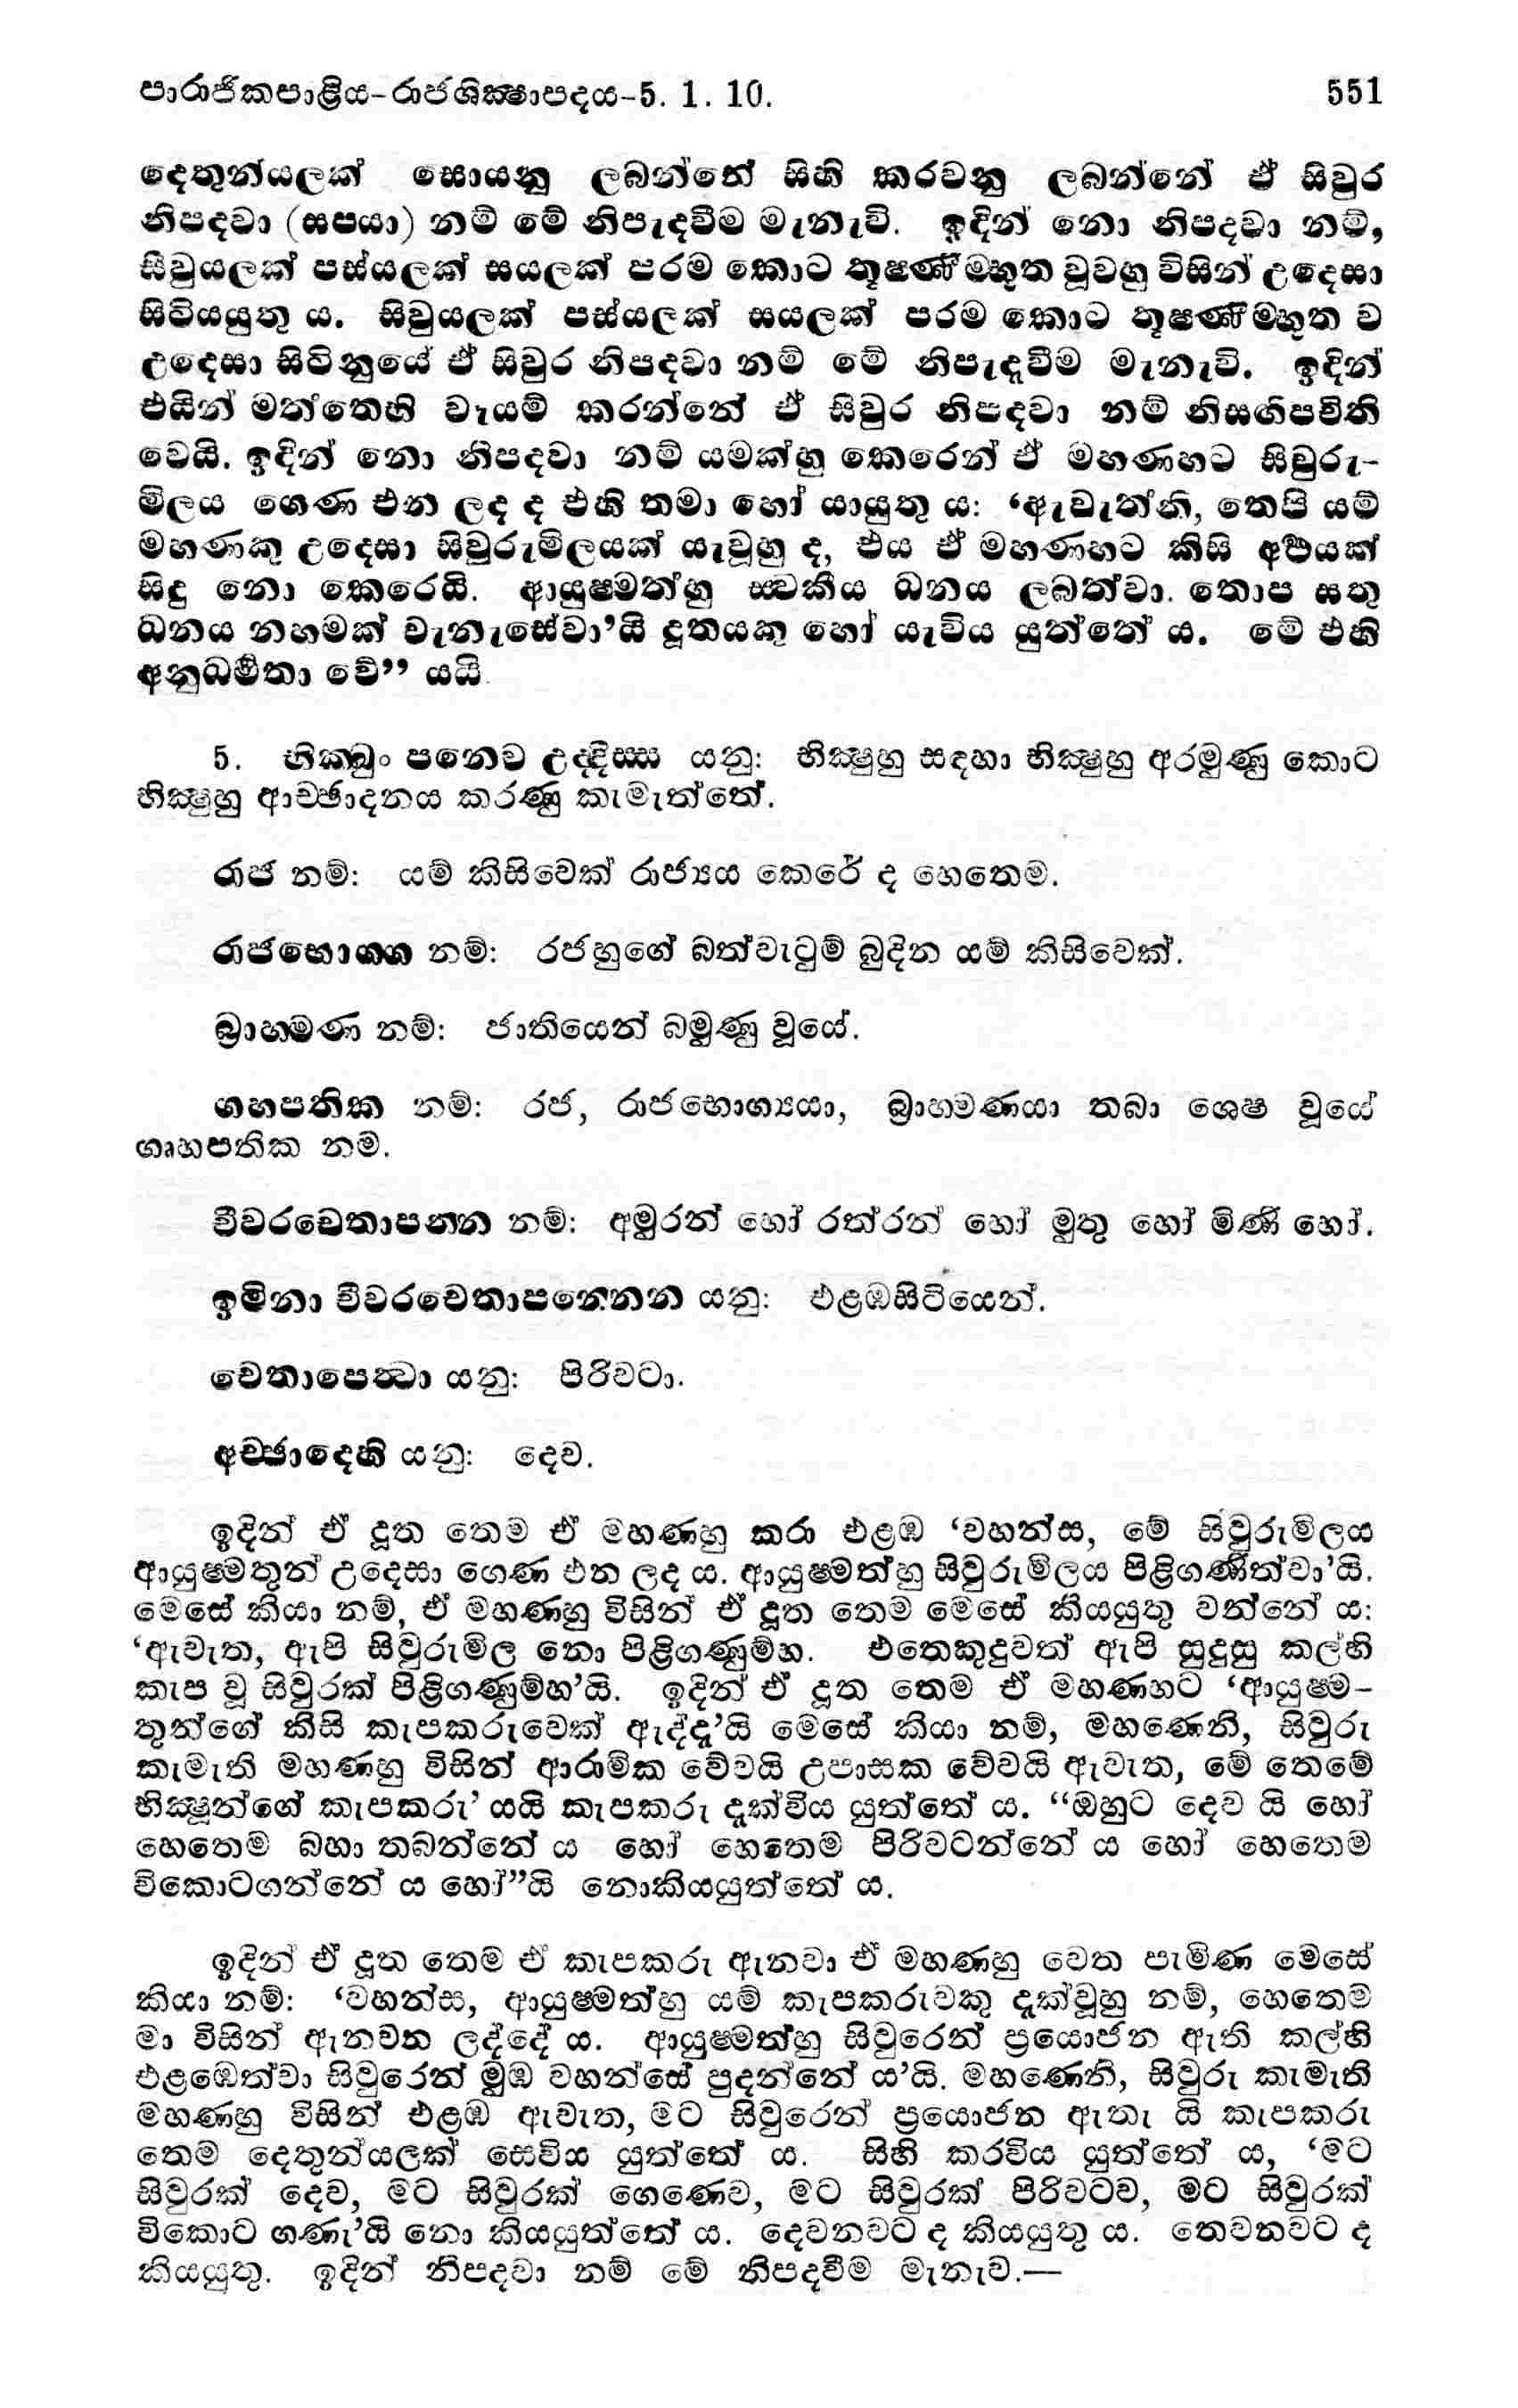 පාරාජිකපාළිය-රාජශික්‍ෂාපදය-5. 1. 10. 551
දෙතුන්යලක් සොයනු ලබන්නේ සිහි කරවනු ලබන්නේ ඒ සිවුර
නිපදවා (සපයා) නම් මේ නිපැදවීම මැනැවි. ඉදින් නො නිපදවා නම්,
සිවුයලක් පස්යලක් සයලක් පරම කොට තූෂ්ණීම්භූත වූවහු විසින් උදෙසා
සිටියයුතු ය. සිවුයලක් පස්යලක් සයලක් පරම කොට තූෂ්ණීම්භූත ව
උදෙසා සිටිනුයේ ඒ සිවුර නිපදවා නම් මේ නිපැදවීම මැනැවි. ඉදින්
එයින් මත්තෙහි වෑයම් කරන්නේ ඒ සිවුර නිපදවා නම් නිසගිපචිති
වෙයි. ඉදින් නො නිපදවා නම් යමක්හු කෙරෙන් ඒ මහණහට සිවුරු-
මිලය ගෙණ එන ලද ද එහි තමා හෝ යායුතු ය: ‘ඇවැත්නි, තෙපි යම්
මහණකු උදෙසා සිවුරුමිලයක් යැවූහු ද, එය ඒ මහණහට කිසි අර්‍ථයක්
සිදු නො කෙරෙයි. ආයුෂ්මත්හු ස්වකීය ධනය ලබත්වා. තොප සතු
ධනය නහමක් වැනැසේවා’යි දූතයකු හෝ යැවිය යුත්තේ ය. මේ එහි
අනුධර්‍මතා වේ” යයි
5. භික්ඛුං පනෙව උද්දිස්ස යනු: භික්‍ෂුහු සඳහා භික්‍ෂුහු අරමුණු කොට
භික්‍ෂුහු ආච්ඡාදනය කරණු කැමැත්තේ.
රාජ නම්: යම් කිසිවෙක් රාජ්‍යය කෙරේ ද හෙතෙම.
රාජභොග්ග නම්: රජහුගේ බත්වැටුම් බුදින යම් කිසිවෙක්.
බ්‍රාහ්මණ නම්: ජාතියෙන් බමුණු වූයේ.
ගහපතික නම්: රජ, රාජභොග්‍යයා, බ්‍රාහ්මණයා තබා ශෙෂ වූයේ
ගෘහපතික නම.
චීවරචෙතාපන්න නම්: අමුරන් හෝ රත්රන් හෝ මුතු හෝ මිණි හෝ.
ඉමිනා චීවරචෙතාපන්නෙන යනු: එළඹසිටියෙන්.
චෙතාපෙත්‍වා යනු: පිරිවටා.
අච්ඡාදෙහි යනු: දෙව.
ඉදින් ඒ දූත තෙම ඒ මහණහු කරා එළඹ ‘වහන්ස, මේ සිවුරුමිලය
ආයුෂ්මතුන් උදෙසා ගෙණ එන ලද ය. ආයුෂ්මත්හු සිවුරුමිලය පිළිගණිත්වා’යි.
මෙසේ කියා නම්, ඒ මහණහු විසින් ඒ දූත තෙම මෙසේ කියයුතු වන්නේ ය:
‘ඇවැත, ඇපි සිවුරුමිල නො පිළිගණුම්හ. එතෙකුදුවත් ඇපි සුදුසු කල්හි
කැප වූ සිවුරක් පිළිගණුම්හ’යි. ඉදින් ඒ දූත තෙම ඒ මහණහට ‘ආයුෂ්ම-
තුන්ගේ කිසි කැපකරුවෙක් ඇද්දැ’යි මෙසේ කියා නම්, මහණෙනි, සිවුරු
කැමැති මහණහු විසින් ආරාමික වේවයි උපාසක වේවයි ඇවැත, මේ තෙමේ
භික්‍ෂූන්ගේ කැපකරු’ යයි කැපකරු දැක්විය යුත්තේ ය. “ඔහුට දෙව යි හෝ
හෙතෙම බහා තබන්නේ ය හෝ හෙතෙම පිරිවටන්නේ ය හෝ හෙතෙම
විකොටගන්නේ ය හෝ”යි නොකියයුත්තේ ය.
ඉදින් ඒ දූත තෙම ඒ කැපකරු ඇනවා ඒ මහණහු වෙත පැමිණ මෙසේ
කියා නම්: ‘වහන්ස, ආයුෂ්මත්හු යම් කැපකරුවකු දැක්වූහු නම්, හෙතෙම
මා විසින් ඇනවන ලද්දේ ය. ආයුෂ්මත්හු සිවුරෙන් ප්‍රයොජන ඇති කල්හි
එළඹෙත්වා සිවුරෙන් මුඹ වහන්සේ පුදන්නේ ය’යි. මහණෙනි, සිවුරු කැමැති
මහණහු විසින් එළඹ ඇවැත, මට සිවුරෙන් ප්‍රයොජන ඇතැ යි කැපකරු
තෙම දෙතුන්යලක් සෙවිය යුත්තේ ය. සිහි කරවිය යුත්තේ ය, ‘මට
සිවුරක් දෙව, මට සිවුරක් ගෙණෙව, මට සිවුරක් පිරිවටව, මට සිවුරක්
විකොට ගණැ’යි නො කියයුත්තේ ය. දෙවනවට ද කියයුතු ය. තෙවනවට ද
කියයුතු. ඉදින් නිපදවා නම් මේ නිපදවීම මැනැව.—